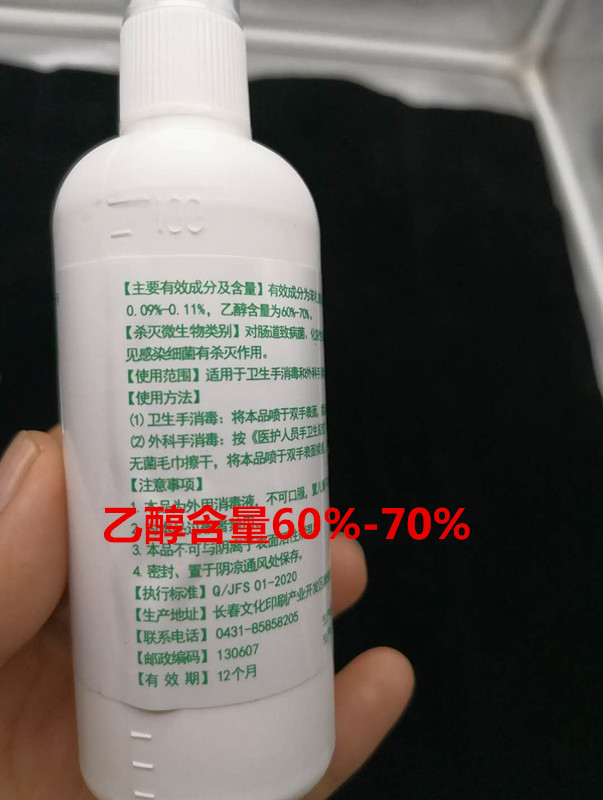 100
【主要有效成分及含量】有效成分为
0.09%-0.11%，乙醇含量为60%-70%。
【杀灭微生物类别】对肠道致病菌、化
见感染细菌有杀灭作用。
【使用范围】适用于卫生手消毒和外科手
【使用方法】
(1) 卫生手消毒：将本品喷于双手表面，
(2) 外科手消毒：按《医护人员手卫生
无菌毛巾擦干，将本品喷于双手表面
【注意事项】
1. 本品为外用消毒液，不可口服，置儿
乙醇含量60%-70%
3. 本品不可与阴离子表面活性
4. 密封、置于阴凉通风处保存。
【执行标准】Q/JFS 01-2020
【生产地址】长春文化印刷产业开发区
【联系电话】0431-85858205
【邮政编码】130607
【有 效 期】12个月